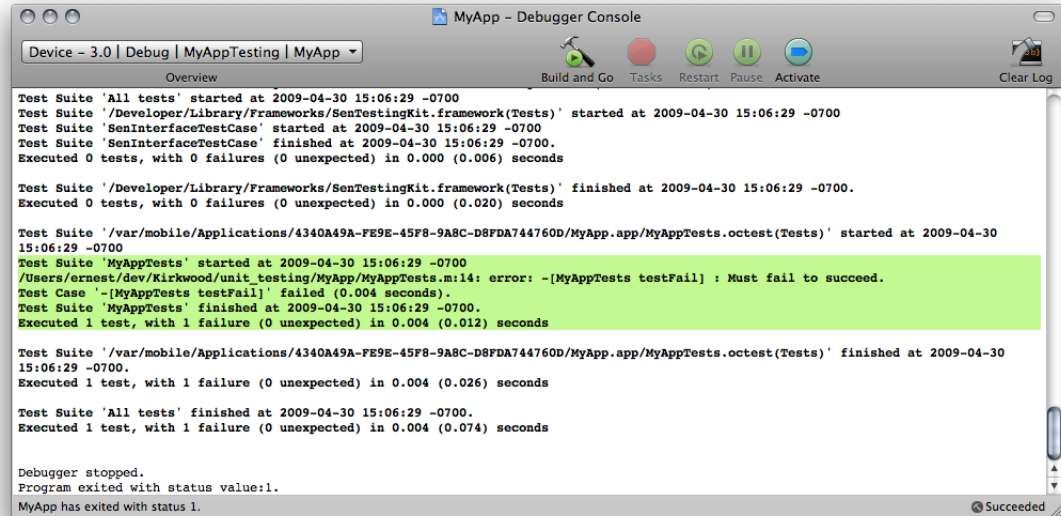 MyApp – Debugger Console
Device – 3.0 | Debug | MyAppTesting | MyApp
Overview
Build and Go Tasks Restart Pause Activate
Clear Log
Test Suite 'All tests' started at 2009-04-30 15:06:29 -0700
Test Suite '/Developer/Library/Frameworks/SenTestingKit.framework(Tests)' started at 2009-04-30 15:06:29 -0700
Test Suite 'SenInterfaceTestCase' started at 2009-04-30 15:06:29 -0700
Test Suite 'SenInterfaceTestCase' finished at 2009-04-30 15:06:29 -0700.
Executed 0 tests, with 0 failures (0 unexpected) in 0.000 (0.006) seconds
Test Suite '/Developer/Library/Frameworks/SenTestingKit.framework(Tests)' finished at 2009-04-30 15:06:29 -0700.
Executed 0 tests, with 0 failures (0 unexpected) in 0.000 (0.020) seconds
Test Suite '/var/mobile/Applications/4340A49A-FE9E-45F8-9A8C-D8FDA744760D/MyApp.app/MyAppTests.octest(Tests)' started at 2009-04-30
15:06:29 -0700
Test Suite 'MyAppTests' started at 2009-04-30 15:06:29 -0700
/Users/ernest/dev/Kirkwood/unit_testing/MyApp/MyAppTests.m:14: error: -[MyAppTests testFail] : Must fail to succeed.
Test Case '-[MyAppTests testFail]' failed (0.004 seconds).
Test Suite 'MyAppTests' finished at 2009-04-30 15:06:29 -0700.
Executed 1 test, with 1 failure (0 unexpected) in 0.004 (0.012) seconds
Test Suite '/var/mobile/Applications/4340A49A-FE9E-45F8-9A8C-D8FDA744760D/MyApp.app/MyAppTests.octest(Tests)' finished at 2009-04-30
15:06:29 -0700.
Executed 1 test, with 1 failure (0 unexpected) in 0.004 (0.026) seconds
Test Suite 'All tests' finished at 2009-04-30 15:06:29 -0700.
Executed 1 test, with 1 failure (0 unexpected) in 0.004 (0.074) seconds
Debugger stopped.
Program exited with status value:1.
MyApp has exited with status 1.
Succeeded